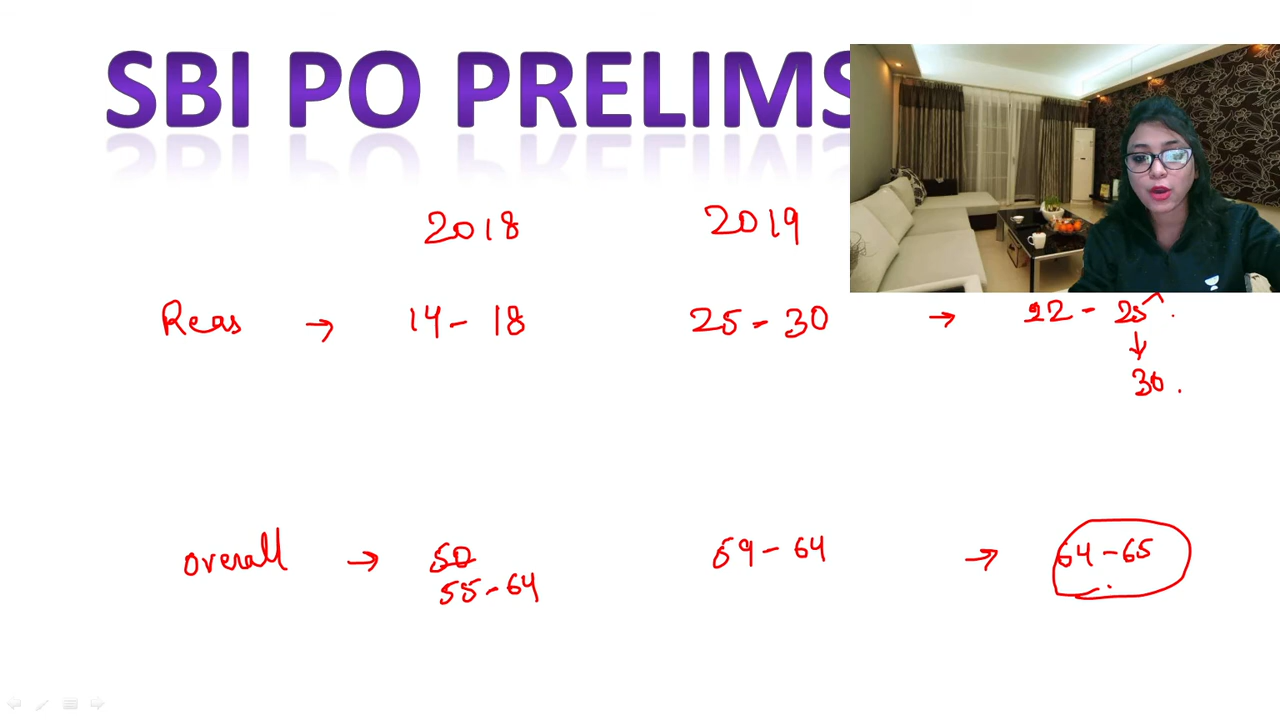 SBI PO PRELIMS
2018 2019
Reas → 14 - 18 25 - 30 → 22 - 25
↓
30.
overall → 50 59 - 64 → 64 - 65
55 - 64